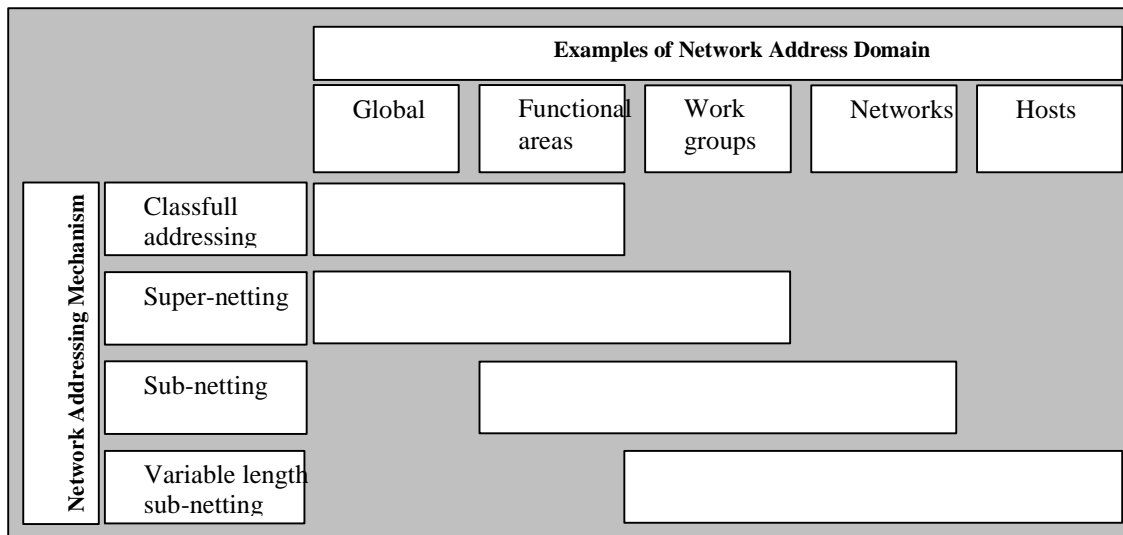 Examples of Network Address Domain
Global
Functional
areas
Work
groups
Networks
Hosts
Network Addressing Mechanism
Classfull
addressing
Super-netting
Sub-netting
Variable length
sub-netting